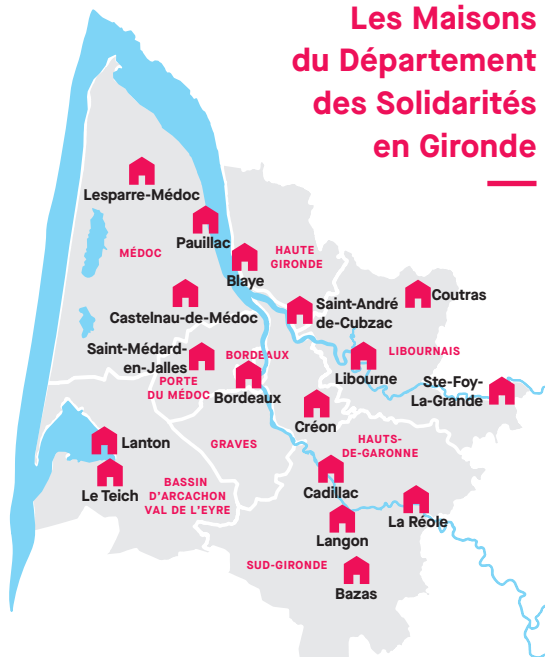 Les Maisons
du Département
des Solidarités
en Gironde
Lesparre-Médoc
Pauillac
MÉDOC
HAUTE
GIRONDE
Blaye
Castelnau-de-Médoc
Saint-André
de-Cubzac
Coutras
Saint-Médard-
en-Jalles
BORDEAUX
LIBOURNAIS
PORTE
DU MÉDOC
Bordeaux
Libourne
Ste-Foy-
La-Grande
Créon
Lanton
GRAVES
HAUTS-
DE-GARONNE
Le Teich
BASSIN
D'ARCACHON
VAL DE L'EYRE
Cadillac
La Réole
Langon
SUD-GIRONDE
Bazas